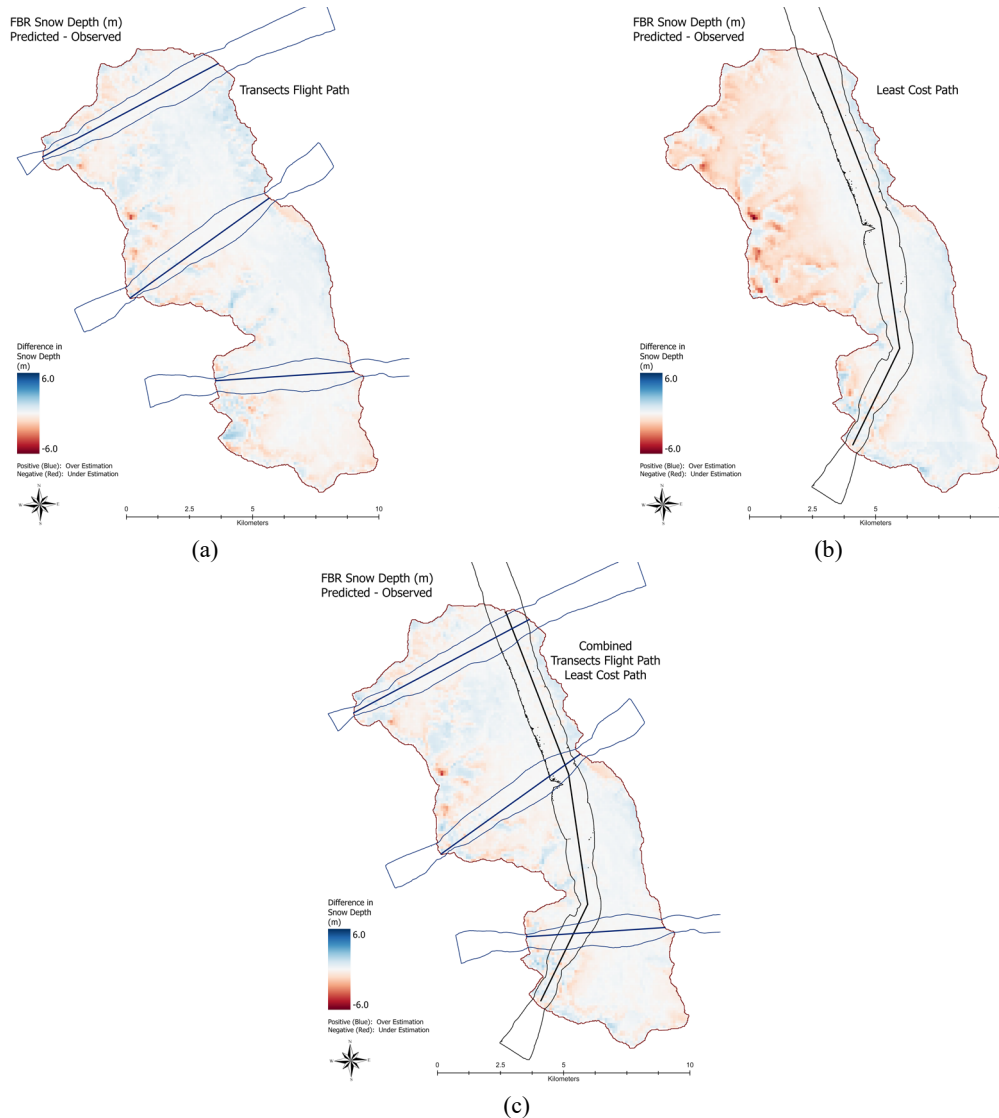 FBR Snow Depth (m)
Predicted - Observed
Transects Flight Path
Difference in
Snow Depth
(m)
6.0
-6.0
Positive (Blue): Over Estimation
Negative (Red): Under Estimation
N
W
E
S
0
2.5
5
10
Kilometers
(a)
FBR Snow Depth (m)
Predicted - Observed
Least Cost Path
Difference in
Snow Depth
(m)
6.0
-6.0
Positive (Blue): Over Estimation
Negative (Red): Under Estimation
N
W
E
S
0
2.5
5
Kilometers
(b)
FBR Snow Depth (m)
Predicted - Observed
Combined
Transects Flight Path
Least Cost Path
Difference in
Snow Depth
(m)
6.0
-6.0
Positive (Blue): Over Estimation
Negative (Red): Under Estimation
N
W
E
S
0
2.5
5
10
Kilometers
(c)